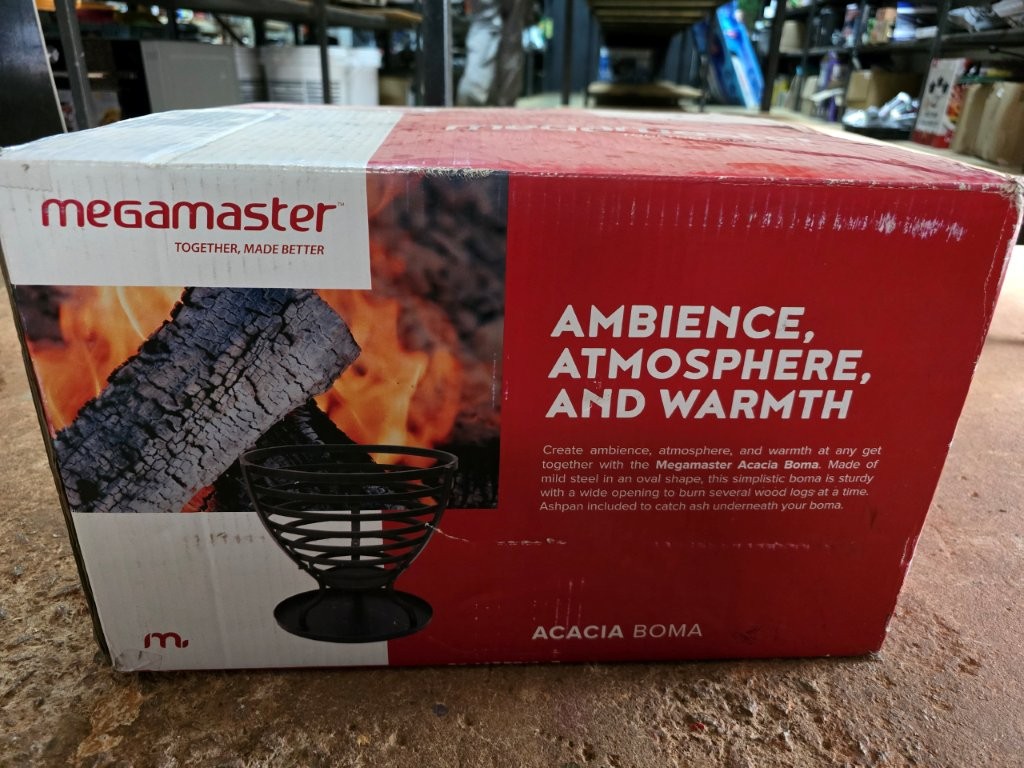 meGamaster™
TOGETHER, MADE BETTER
AMBIENCE,
ATMOSPHERE,
AND WARMTH
Create ambience, atmosphere, and warmth at any get
together with the Megamaster Acacia Boma. Made of
mild steel in an oval shape, this simplistic boma is sturdy
with a wide opening to burn several wood logs at a time.
Ashpan included to catch ash underneath your boma.
m,
ACACIA BOMA